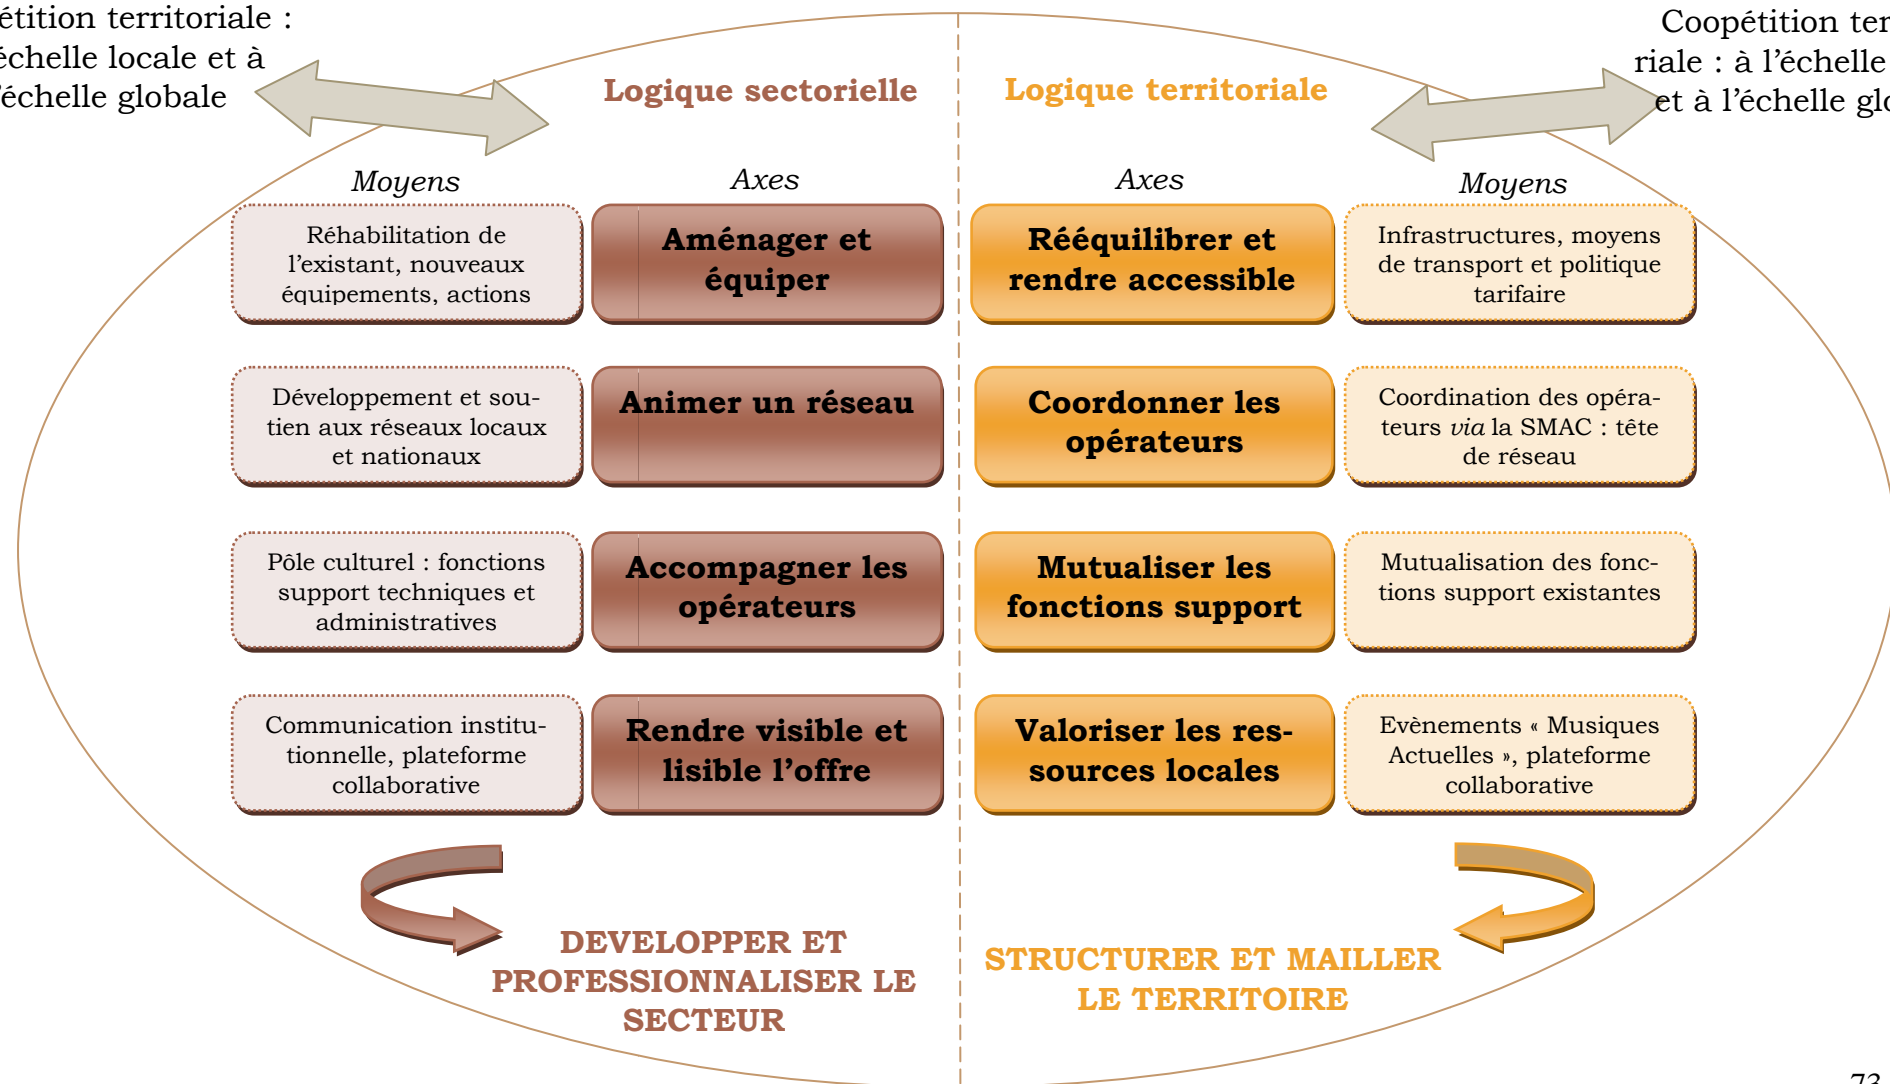 étition territoriale :
échelle locale et à
l’échelle globale
Coopétition ter
riale : à l’échelle
et à l’échelle glo
Logique sectorielle
Logique territoriale
Moyens
Axes
Axes
Moyens
Réhabilitation de
l’existant, nouveaux
équipements, actions
Aménager et
équiper
Rééquilibrer et
rendre accessible
Infrastructures, moyens
de transport et politique
tarifaire
Développement et sou-
tien aux réseaux locaux
et nationaux
Animer un réseau
Coordonner les
opérateurs
Coordination des opéra-
teurs via la SMAC : tête
de réseau
Pôle culturel : fonctions
support techniques et
administratives
Accompagner les
opérateurs
Mutualiser les
fonctions support
Mutualisation des fonc-
tions support existantes
Communication institu-
tionnelle, plateforme
collaborative
Rendre visible et
lisible l’offre
Valoriser les res-
sources locales
Evènements « Musiques
Actuelles », plateforme
collaborative
DEVELOPPER ET
PROFESSIONNALISER LE
SECTEUR
STRUCTURER ET MAILLER
LE TERRITOIRE
73